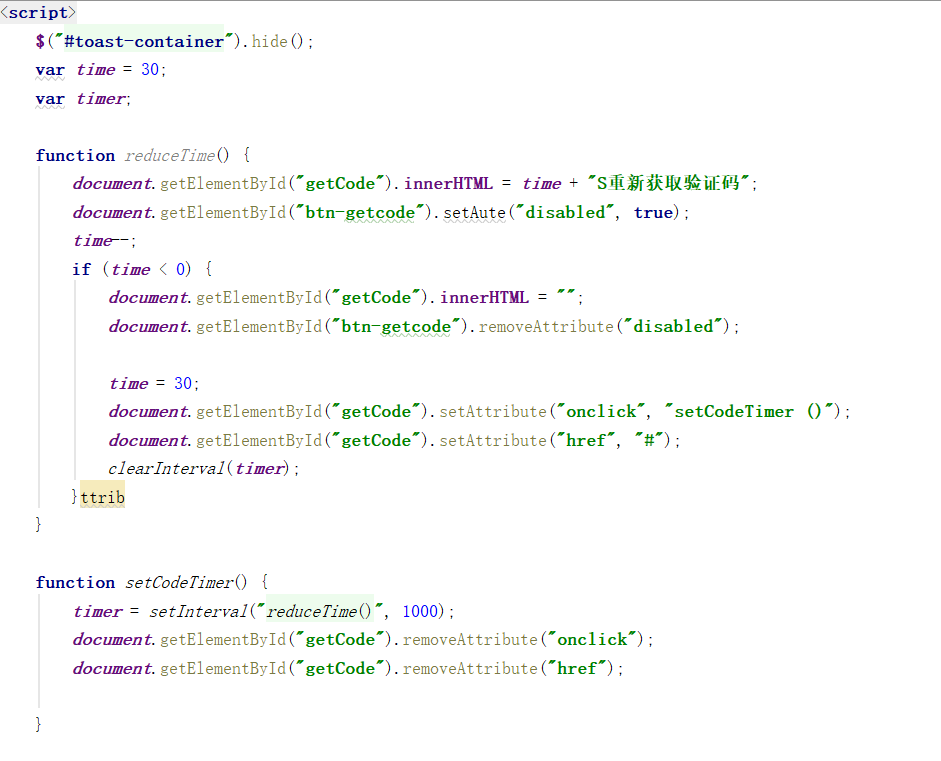 <script>
$("#toast-container").hide();
var time = 30;
var timer;
function reduceTime() {
document.getElementById("getCode").innerHTML = time + "S重新获取验证码";
document.getElementById("btn-getcode").setAute("disabled", true);
time--;
if (time < 0) {
document.getElementById("getCode").innerHTML = "";
document.getElementById("btn-getcode").removeAttribute("disabled");
time = 30;
document.getElementById("getCode").setAttribute("onclick", "setCodeTimer ()");
document.getElementById("getCode").setAttribute("href", "#");
clearInterval(timer);
}ttrib
}
function setCodeTimer() {
timer = setInterval("reduceTime()", 1000);
document.getElementById("getCode").removeAttribute("onclick");
document.getElementById("getCode").removeAttribute("href");
}